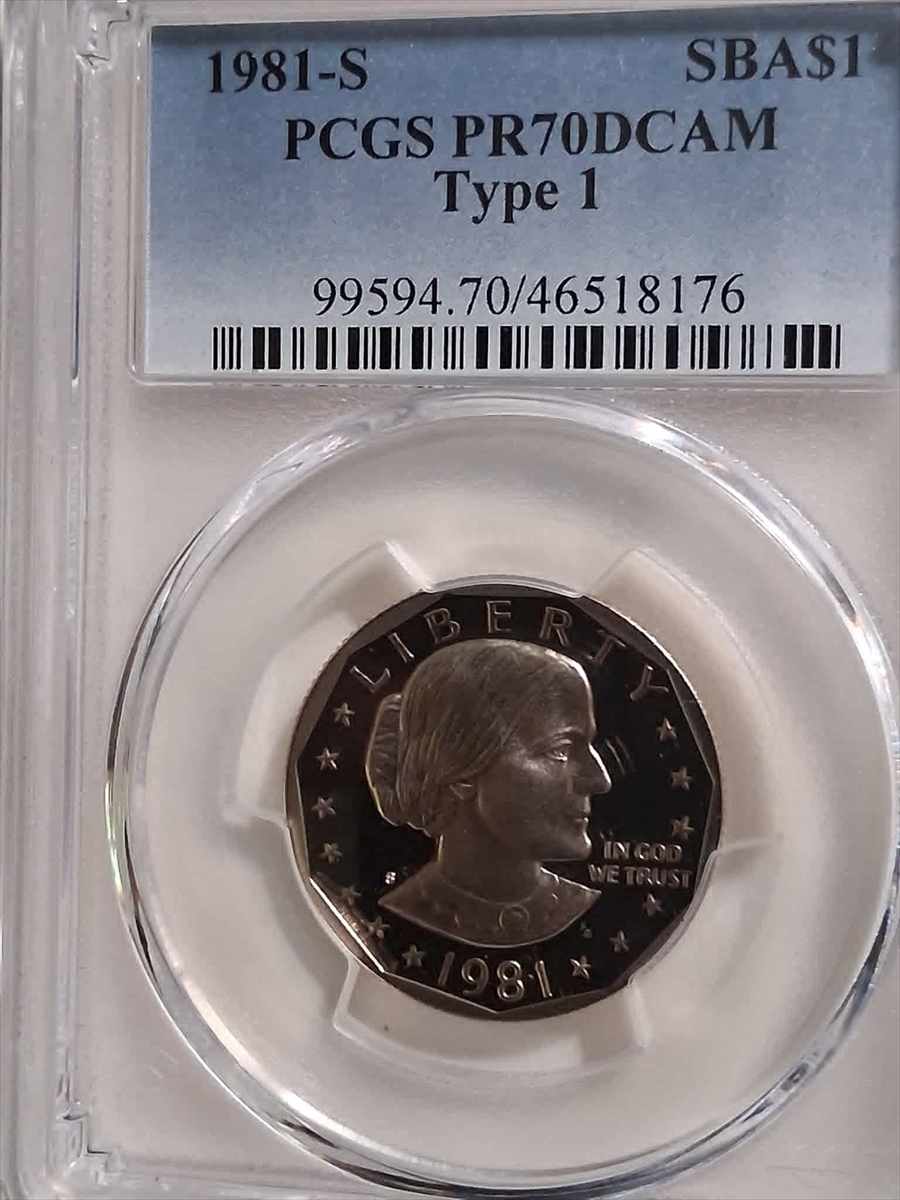 1981-S SBA$1
PCGS PR70DCAM
Type 1
99594.70/46518176
LIBERTY
IN GOD
WE TRUST
S
1981